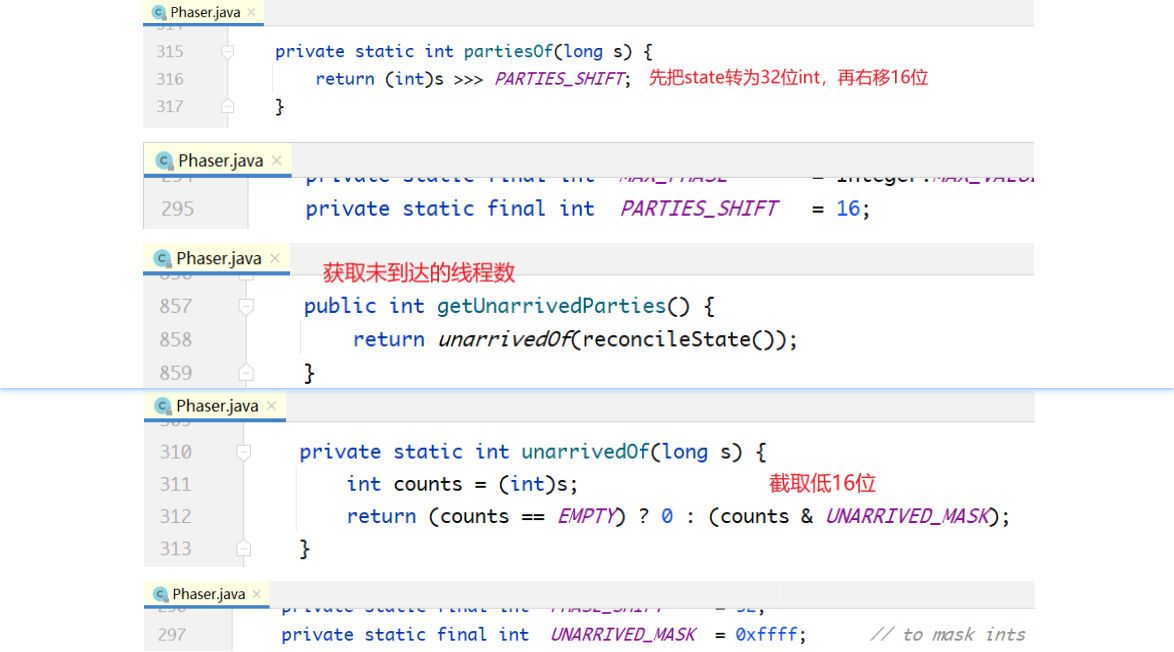 Phaser.java
315 private static int partiesOf(long s) {
316 return (int)s >>> PARTIES_SHIFT; 先把state转为32位int，再右移16位
317 }
Phaser.java
295 private static final int PARTIES_SHIFT = 16;
Phaser.java
获取未到达的线程数
857 public int getUnarrivedParties() {
858 return unarrivedOf(reconcileState());
859 }
Phaser.java
310 private static int unarrivedOf(long s) {
311 int counts = (int)s; 截取低16位
312 return (counts == EMPTY) ? 0 : (counts & UNARRIVED_MASK);
313 }
Phaser.java
297 private static final int UNARRIVED_MASK = 0xffff; // to mask ints